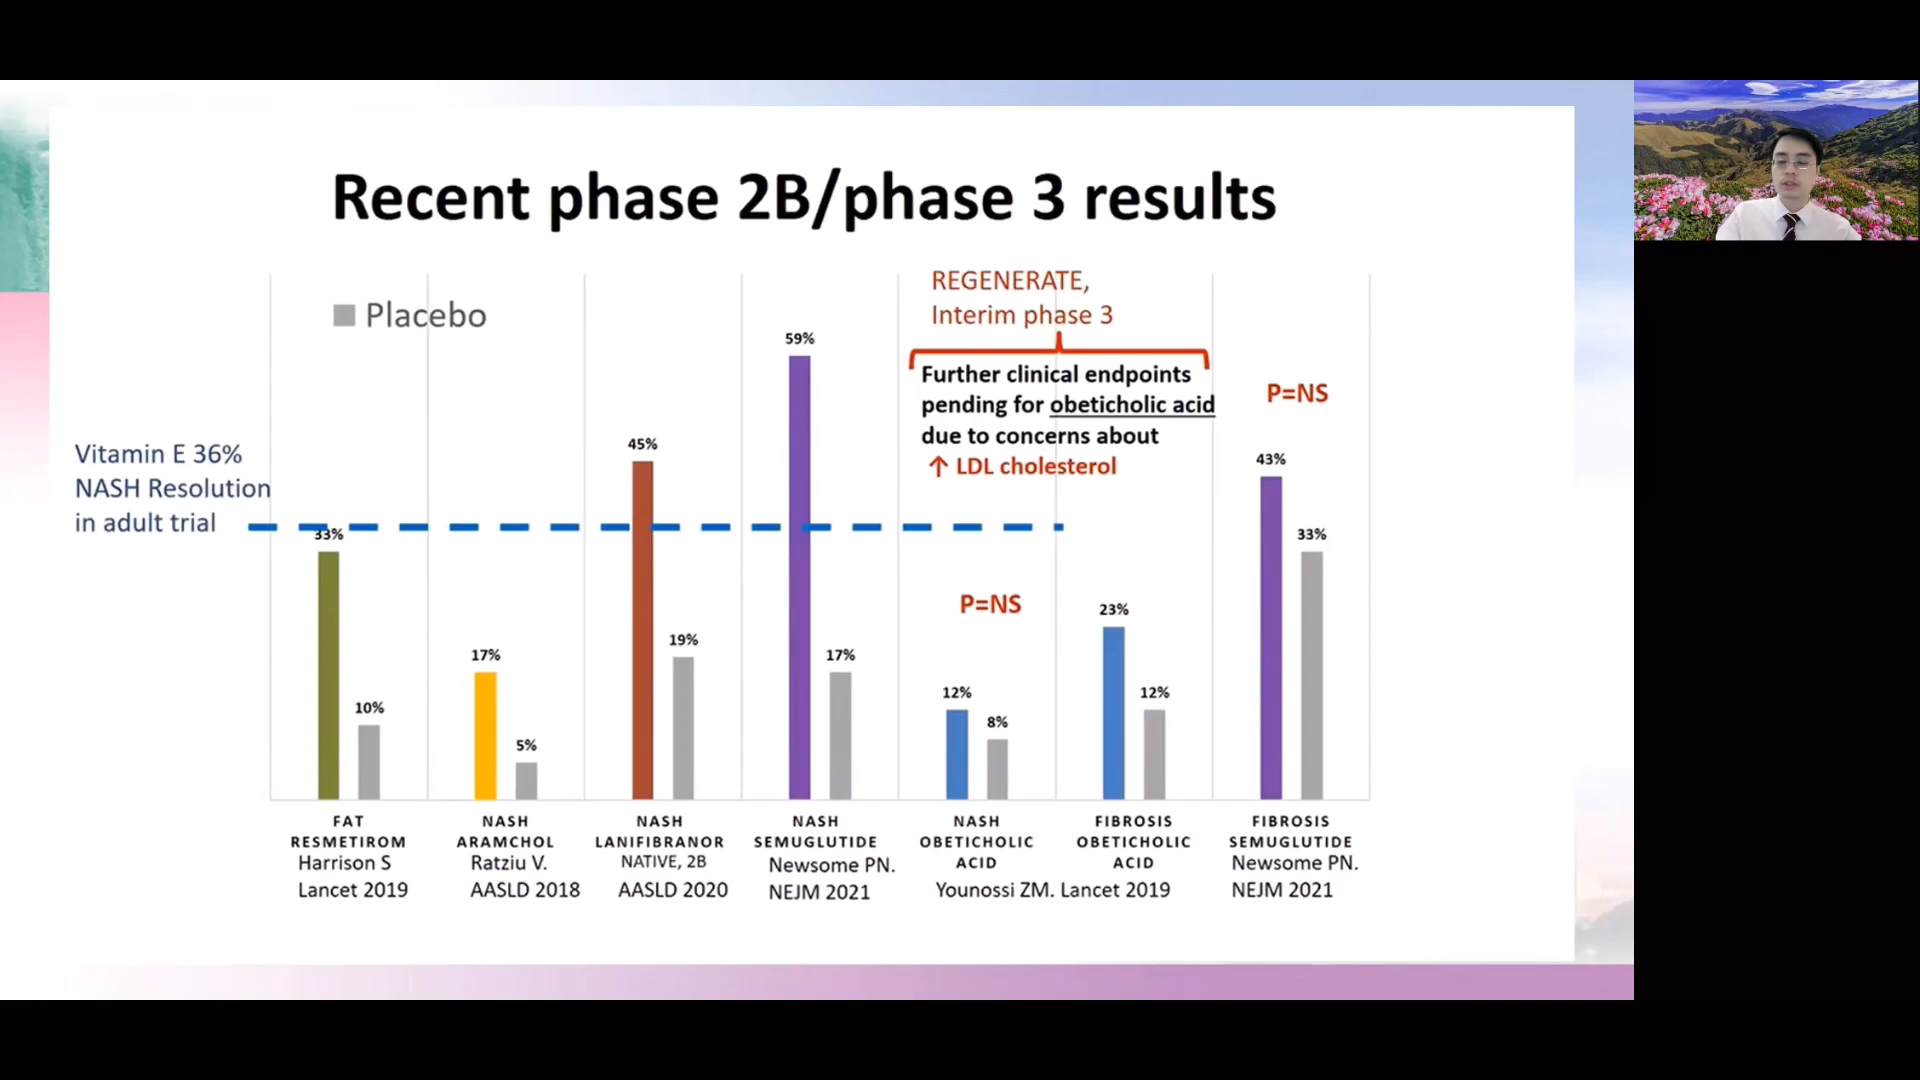 Recent phase 2B/phase 3 results
Placebo
REGENERATE,
Interim phase 3
Further clinical endpoints
pending for obeticholic acid
due to concerns about
↑ LDL cholesterol
P=NS
Vitamin E 36%
NASH Resolution
in adult trial
P=NS
33%
10%
17%
5%
45%
19%
59%
17%
12%
8%
23%
12%
43%
33%
FAT
RESMETIROM
Harrison S
Lancet 2019
NASH
ARAMCHOL
Ratziu V.
AASLD 2018
NASH
LANIFIBRANOR
NATIVE, 2B
AASLD 2020
NASH
SEMUGLUTIDE
Newsome PN.
NEJM 2021
NASH
OBETICHOLIC
ACID
FIBROSIS
OBETICHOLIC
ACID
Younossi ZM. Lancet 2019
FIBROSIS
SEMUGLUTIDE
Newsome PN.
NEJM 2021